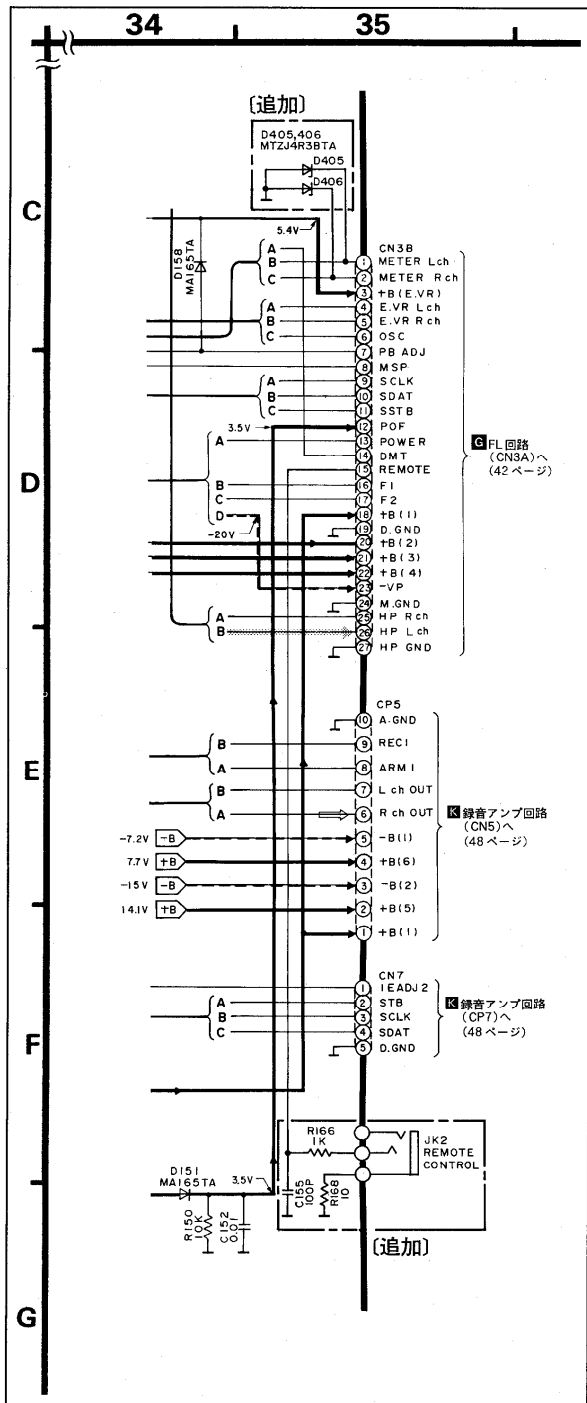 34
35
〔追加〕
D405,406
MTZJ4R3BTA
D405
D406
C
5.4V
D158
MA165TA
A
B
C
CN3B
1 METER Lch
2 METER Rch
3 +B(E.VR)
A
B
C
4 E.VR Lch
5 E.VR Rch
6 OSC
7 PB ADJ
8 MSP
A
B
C
9 SCLK
10 SDAT
11 SSTB
3.5V
12 POF
A
13 POWER
14 DMT
15 REMOTE
B
16 F1
C
17 F2
D
18 +B(1)
-20V
19 D.GND
20 +B(2)
21 +B(3)
22 +B(4)
23 -VP
24 M.GND
A
25 HP Rch
B
26 HP Lch
27 HP GND
G FL回路
(CN3A)へ
(42ページ)
D
CP5
10 A.GND
E
B
9 REC1
A
8 ARM1
B
7 L ch OUT
A
6 R ch OUT
-7.2V -B
5 -B(1)
7.7V +B
4 +B(6)
-15V -B
3 -B(2)
14.1V +B
2 +B(5)
1 +B(1)
K 録音アンプ回路
(CN5)へ
(48ページ)
CN7
1 1EADJ2
A
2 STB
B
3 SCLK
C
4 SDAT
5 D.GND
K 録音アンプ回路
(CP7)へ
(48ページ)
F
R166
1K
JK2
REMOTE
CONTROL
D151
MA165TA
3.5V
C155
100P
R168
10
R150
10K
C152
0.01
〔追加〕
G